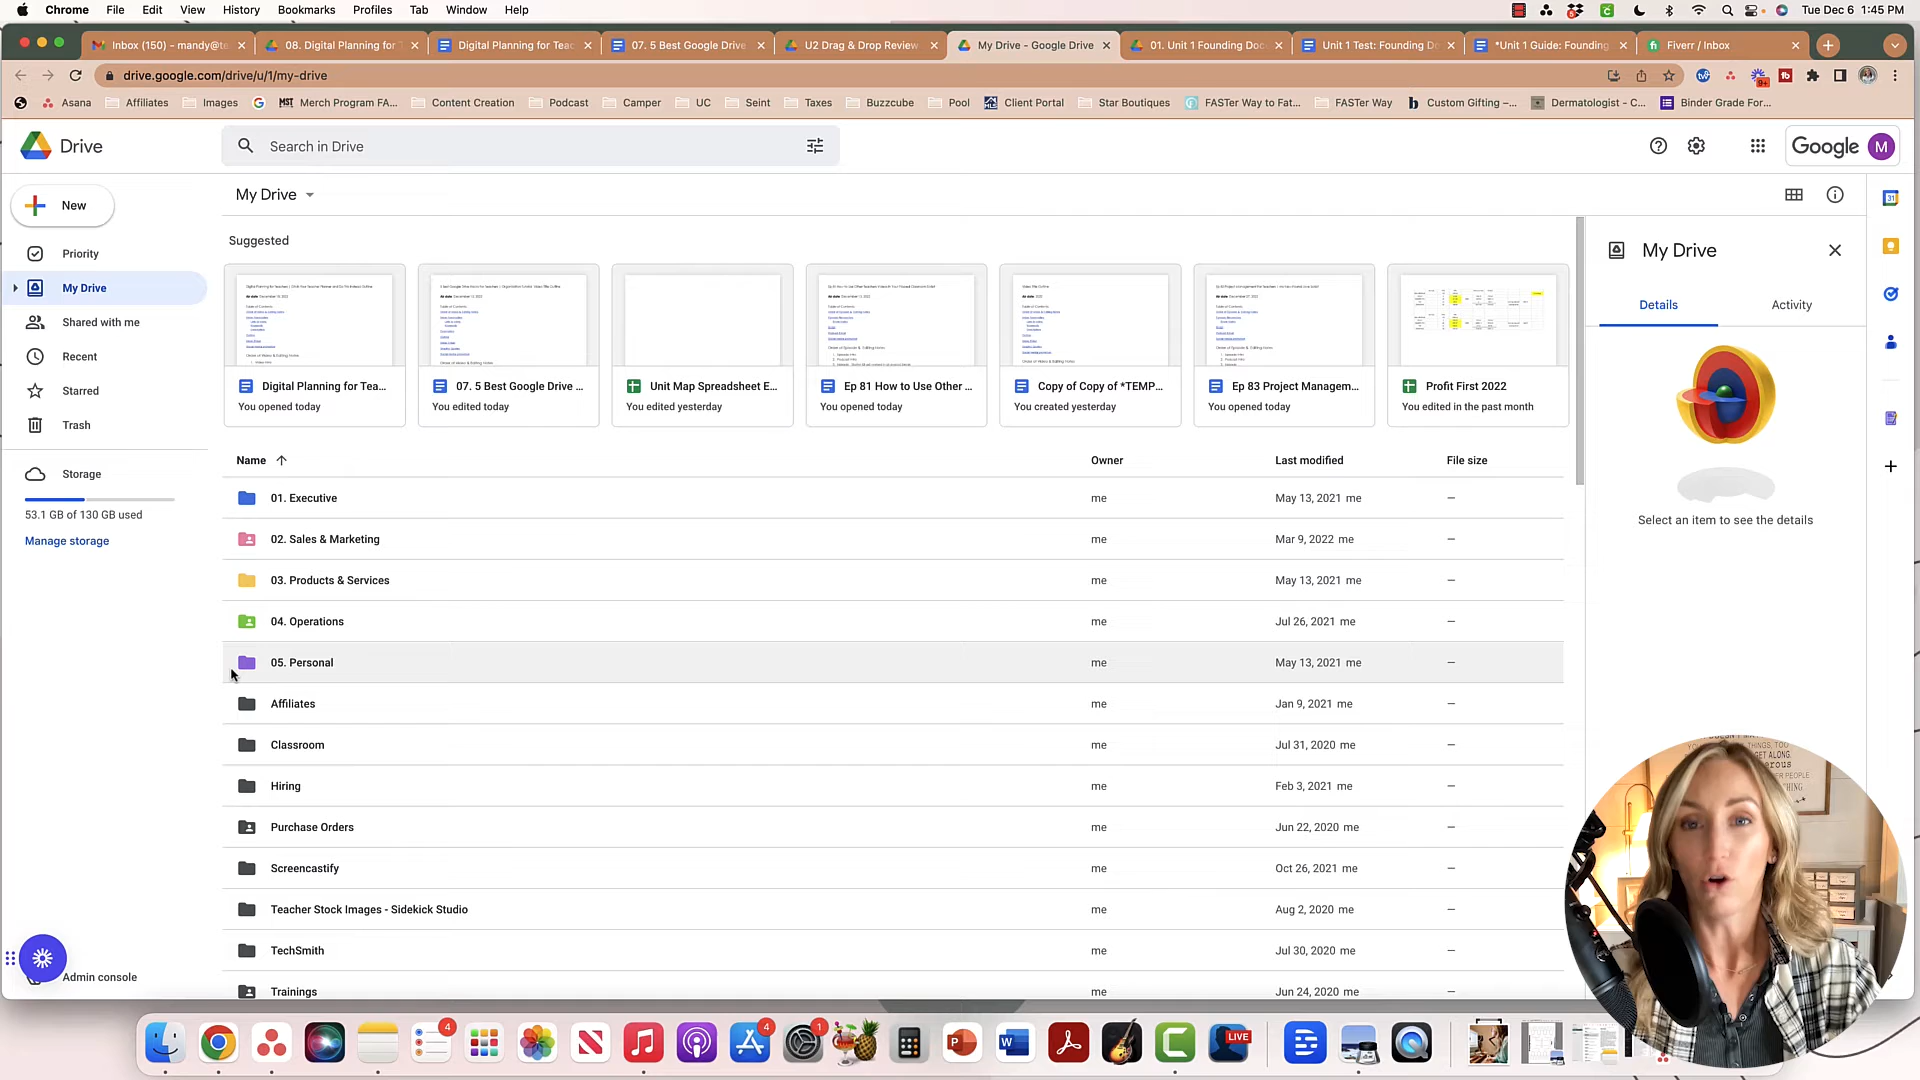 Chrome File Edit View History Bookmarks Profiles Tab Window Help Tue Dec 6 1:45 PM
Inbox (150) – mandy@te
08. Digital Planning for T
Digital Planning for Teac
07. 5 Best Google Drive
U2 Drag & Drop Review
My Drive - Google Drive
01. Unit 1 Founding Doc
Unit 1 Test: Founding Do
*Unit 1 Guide: Founding
Fiverr / Inbox
drive.google.com/drive/u/1/my-drive
9+
Asana Affiliates Images MST Merch Program FA... Content Creation Podcast Camper UC Seint Taxes Buzzcube Pool Client Portal Star Boutiques FASTer Way to Fat... FASTer Way Custom Gifting –... Dermatologist - C... Binder Grade For...
Drive
Search in Drive
Google M
New
My Drive
Priority
My Drive
Shared with me
Recent
Starred
Trash
Storage
53.1 GB of 130 GB used
Manage storage
Admin console
Suggested
Digital Planning for Tea...
You opened today
07. 5 Best Google Drive ...
You edited today
Unit Map Spreadsheet E...
You edited yesterday
Ep 81 How to Use Other ...
You opened today
Copy of Copy of *TEMP...
You created yesterday
Ep 83 Project Managem...
You opened today
Profit First 2022
You edited in the past month
Name Owner Last modified File size
01. Executive me May 13, 2021 me —
02. Sales & Marketing me Mar 9, 2022 me —
03. Products & Services me May 13, 2021 me —
04. Operations me Jul 26, 2021 me —
05. Personal me May 13, 2021 me —
Affiliates me Jan 9, 2021 me —
Classroom me Jul 31, 2020 me —
Hiring me Feb 3, 2021 me —
Purchase Orders me Jun 22, 2020 me —
Screencastify me Oct 26, 2021 me —
Teacher Stock Images - Sidekick Studio me Aug 2, 2020 me —
TechSmith me Jul 30, 2020 me —
Trainings me Jun 24, 2020 me —
My Drive
Details Activity
Select an item to see the details
31
4
4
1
LIVE